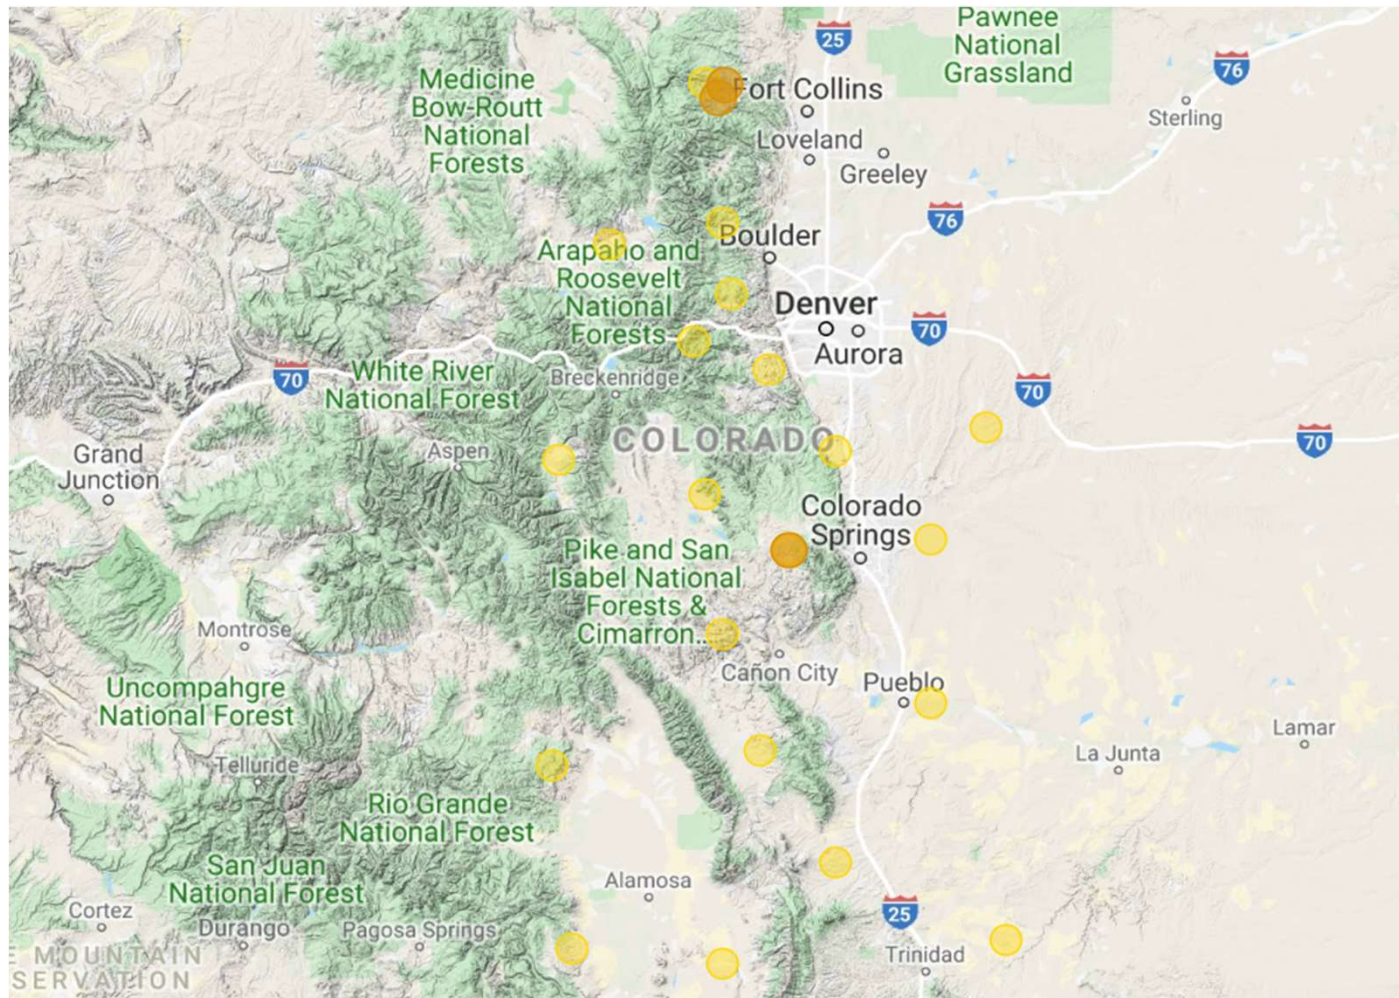 Pawnee
National
Grassland
25
76
Medicine
Bow-Routt
National
Forests
Fort Collins
Sterling
Loveland
Greeley
76
Boulder
Arapaho and
Roosevelt
National
Forests
Denver
70
Aurora
70
White River
National Forest
Breckenridge
70
COLORADO
70
Grand
Junction
Aspen
Colorado
Springs
Pike and San
Isabel National
Forests &
Cimarron...
Montrose
Cañon City
Pueblo
Uncompahgre
National Forest
Lamar
La Junta
Telluride
Rio Grande
National Forest
San Juan
National Forest
Alamosa
Cortez
25
Durango
Pagosa Springs
Trinidad
E MOUNTAIN
SERVATION